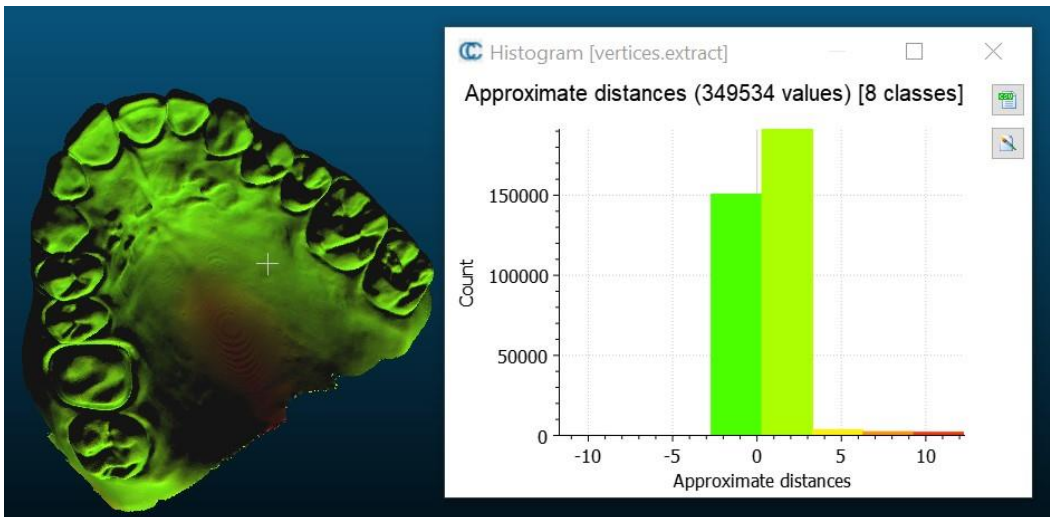 Histogram [vertices.extract]
Approximate distances (349534 values) [8 classes]
CSV
150000
100000
50000
0
Count
-10 -5 0 5 10
Approximate distances